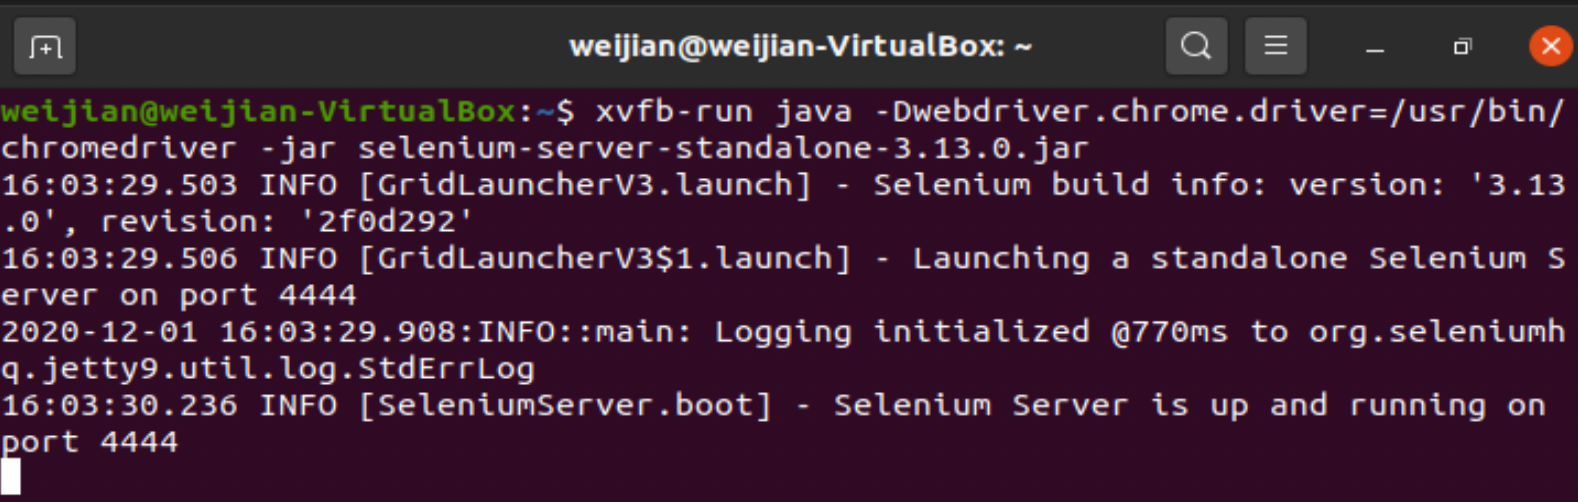 weijian@weijian-VirtualBox: ~
weijian@weijian-VirtualBox:~$ xvfb-run java -Dwebdriver.chrome.driver=/usr/bin/
chromedriver -jar selenium-server-standalone-3.13.0.jar
16:03:29.503 INFO [GridLauncherV3.launch] - Selenium build info: version: '3.13
.0', revision: '2f0d292'
16:03:29.506 INFO [GridLauncherV3$1.launch] - Launching a standalone Selenium S
erver on port 4444
2020-12-01 16:03:29.908:INFO::main: Logging initialized @770ms to org.seleniumh
q.jetty9.util.log.StdErrLog
16:03:30.236 INFO [SeleniumServer.boot] - Selenium Server is up and running on
port 4444